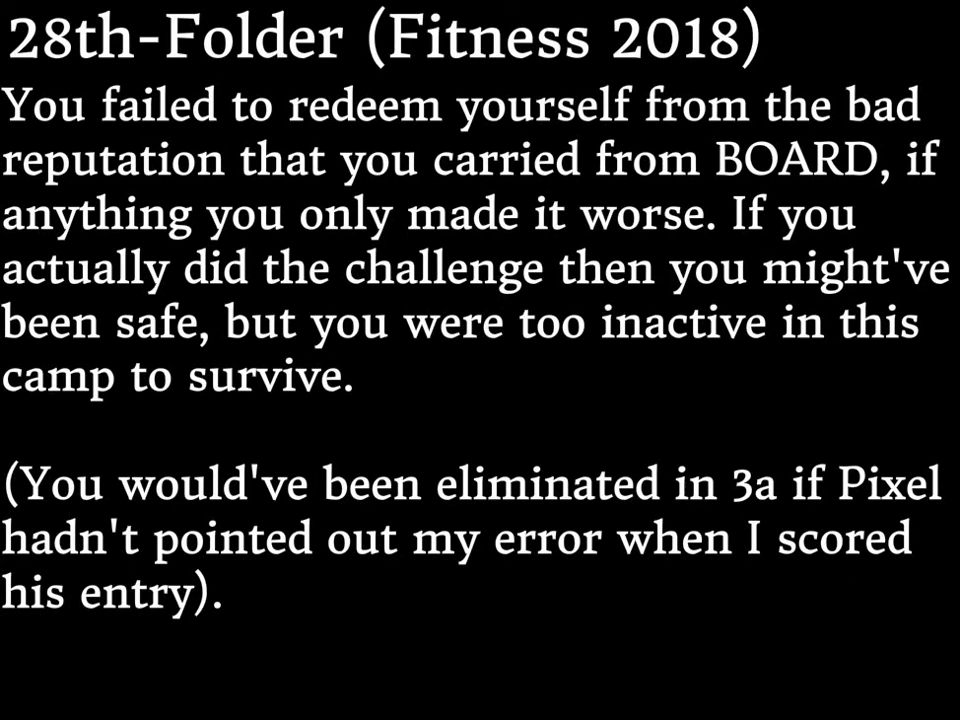 28th-Folder (Fitness 2018)
You failed to redeem yourself from the bad
reputation that you carried from BOARD, if
anything you only made it worse. If you
actually did the challenge then you might've
been safe, but you were too inactive in this
camp to survive.
(You would've been eliminated in 3a if Pixel
hadn't pointed out my error when I scored
his entry).